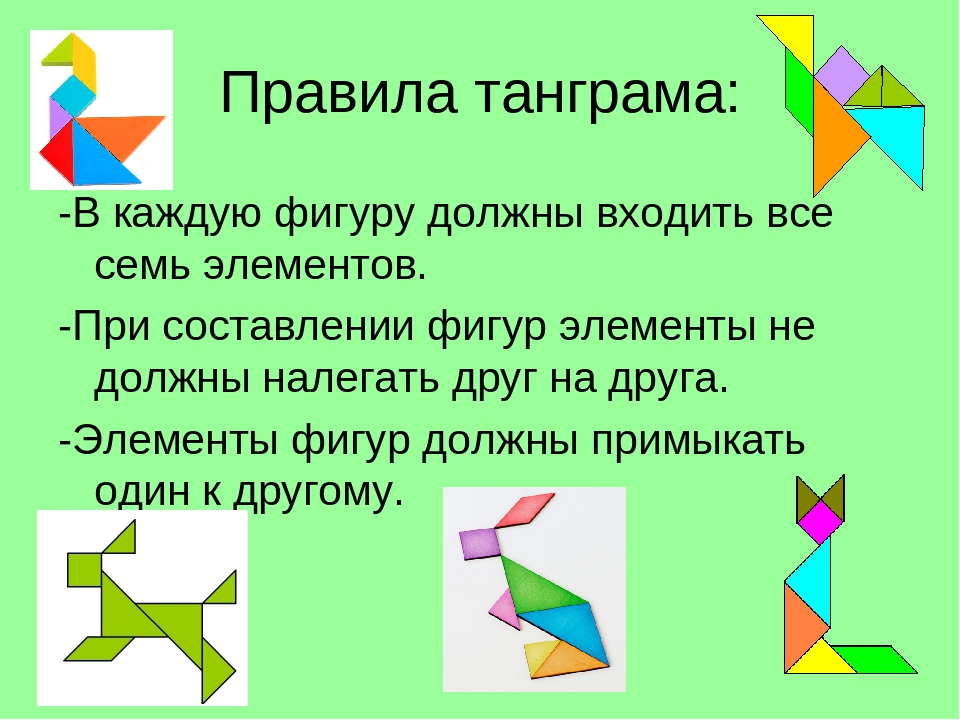 Правила танграма:
-В каждую фигуру должны входить все
семь элементов.
-При составлении фигур элементы не
должны налегать друг на друга.
-Элементы фигур должны примыкать
один к другому.